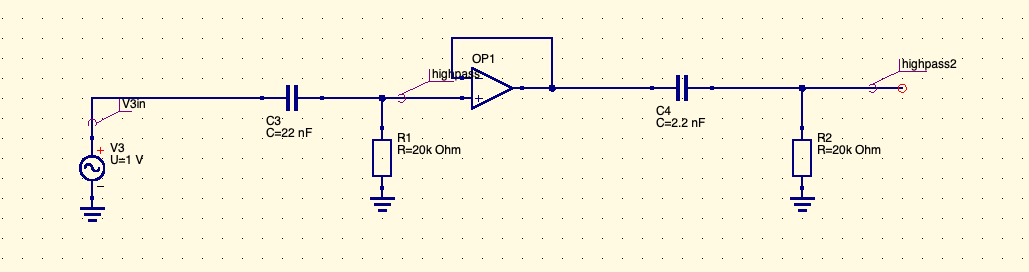 OP1
highpass
highpass2
V3in
C3
C=22 nF
C4
C=2.2 nF
R1
R=20k Ohm
R2
R=20k Ohm
V3
U=1 V